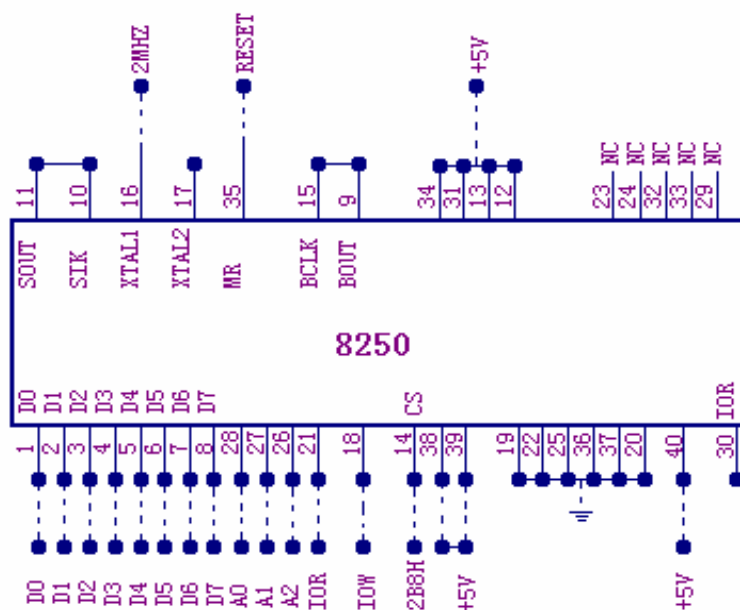 2MHZ RESET +5V
11 10 16 17 35 15 9 34 31 13 12 23 NC 24 NC 32 NC 33 NC 29 NC
SOUT SIK XTAL1 XTAL2 MR BCLK BOUT
8250
D0 D1 D2 D3 D4 D5 D6 D7 CS IOR
1 2 3 4 5 6 7 8 28 27 26 21 18 14 38 39 19 22 25 36 37 20 40 30
D0 D1 D2 D3 D4 D5 D6 D7 A0 A1 A2 IOR IOW 2B8H +5V +5V